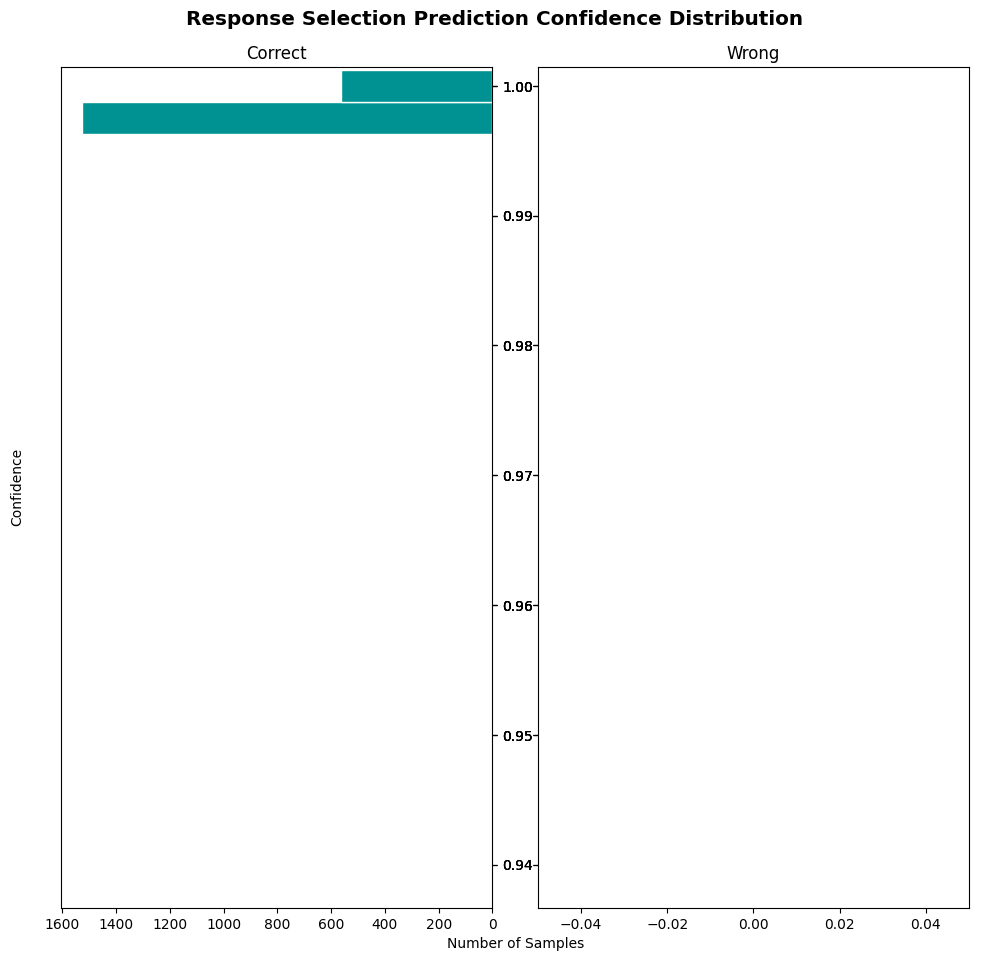 Response Selection Prediction Confidence Distribution
Correct
Wrong
1.00
0.99
0.98
0.97
0.96
0.95
0.94
Confidence
1600 1400 1200 1000 800 600 400 200 0
−0.04 −0.02 0.00 0.02 0.04
Number of Samples